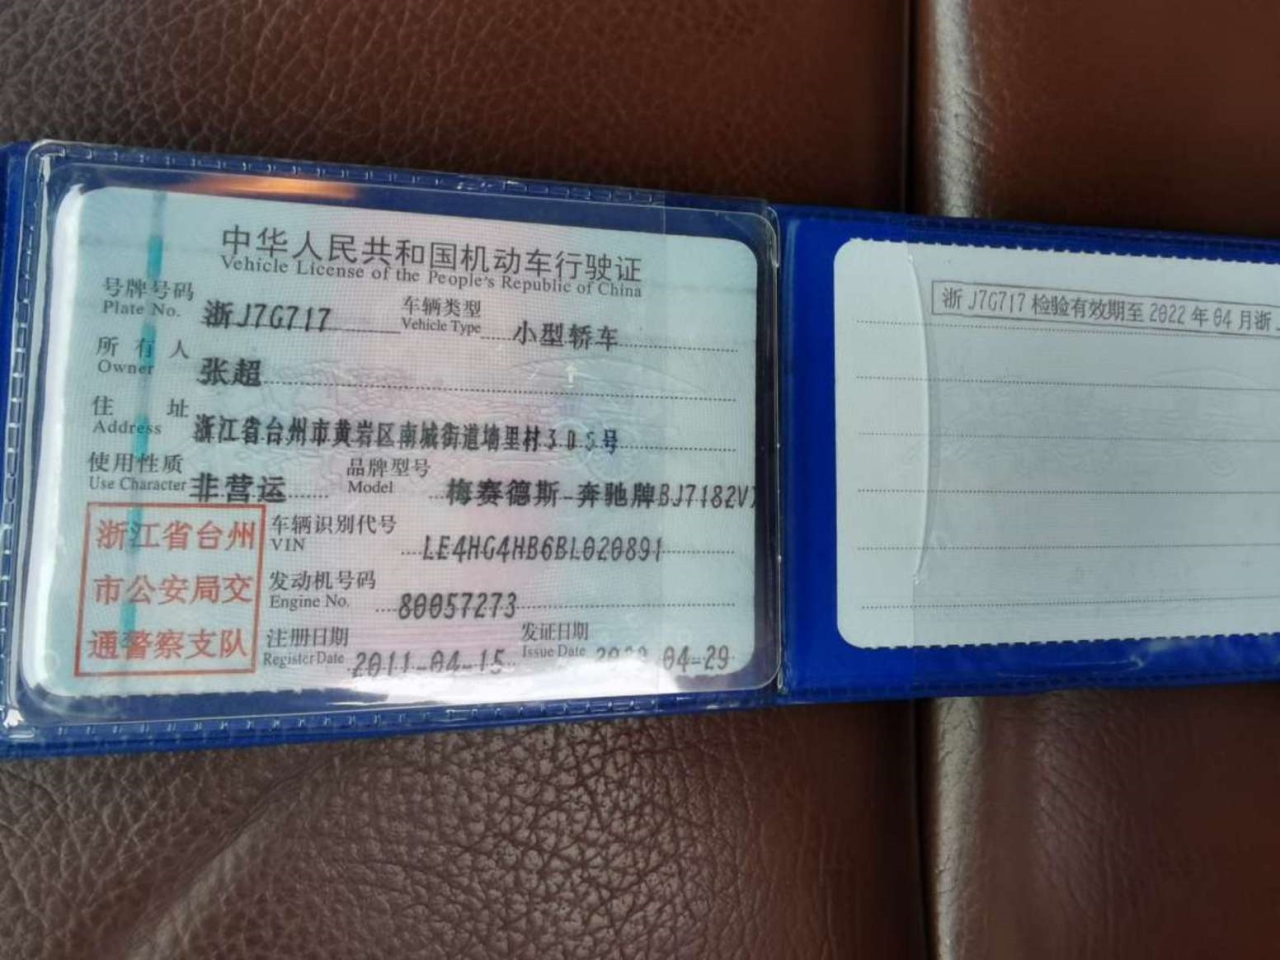 中华人民共和国机动车行驶证
Vehicle License of the People's Republic of China
号牌号码 浙J7G717 车辆类型 小型轿车
Plate No. Vehicle Type
所有人 张超
Owner
住址 浙江省台州市黄岩区南城街道墙里村305号
Address
使用性质 非营运 品牌型号 梅赛德斯-奔驰牌BJ7182V
Use Character Model
浙江省台州
市公安局交
通警察支队
车辆识别代号 LE4HG4HB6BL020891
VIN
发动机号码 80057273
Engine No.
注册日期 2011-04-15 发证日期 04-29
Register Date Issue Date
浙J7G717检验有效期至2022年04月浙